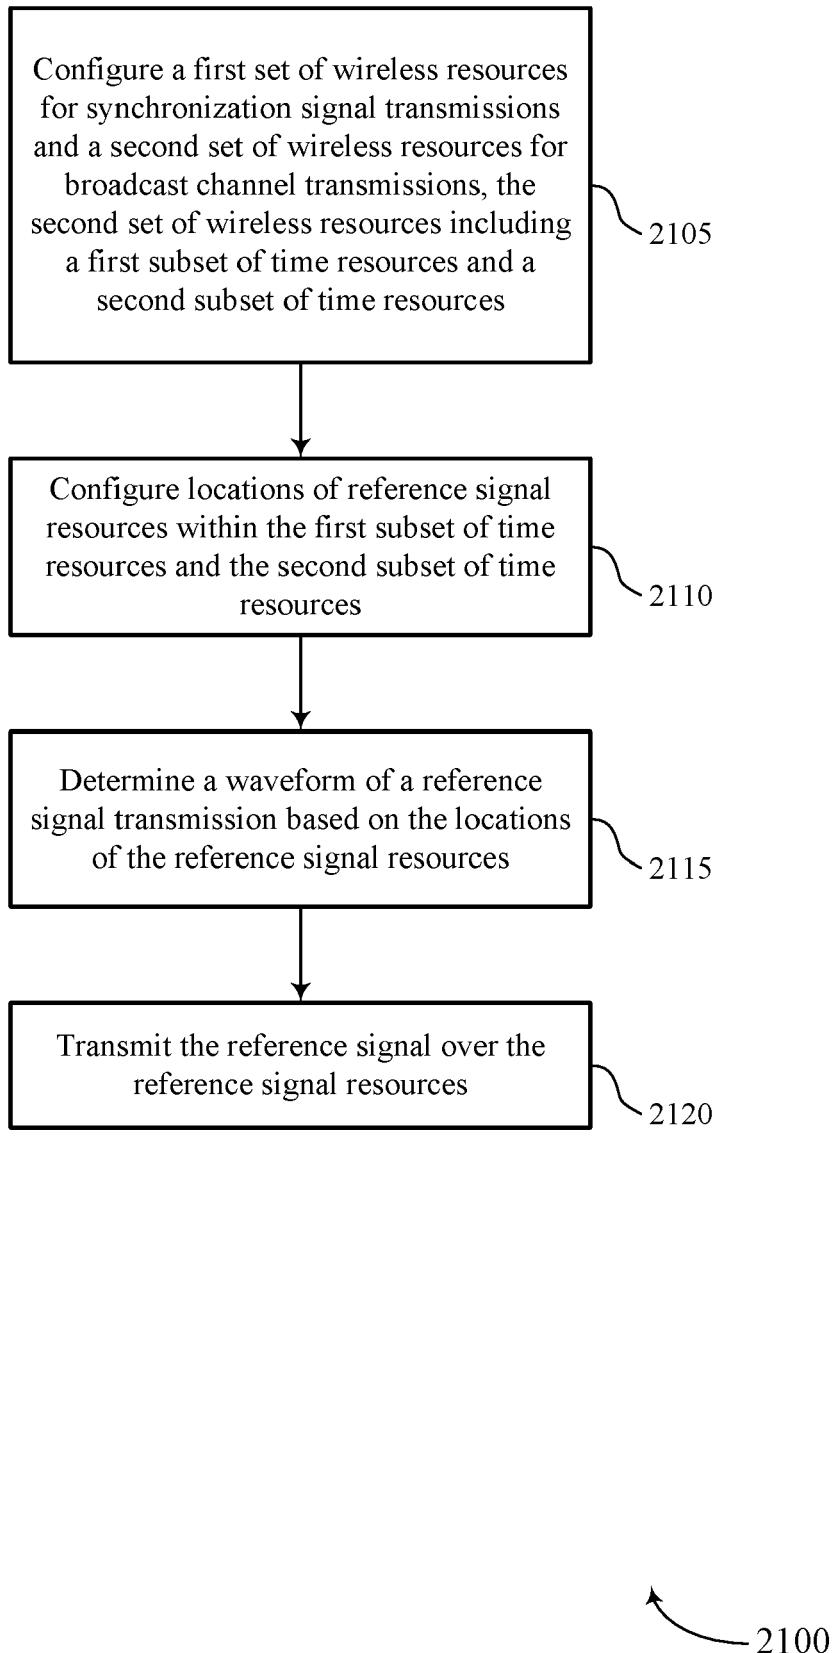 Configure a first set of wireless resources
for synchronization signal transmissions
and a second set of wireless resources for
broadcast channel transmissions, the
second set of wireless resources including
a first subset of time resources and a
second subset of time resources
2105
Configure locations of reference signal
resources within the first subset of time
resources and the second subset of time
resources
2110
Determine a waveform of a reference
signal transmission based on the locations
of the reference signal resources
2115
Transmit the reference signal over the
reference signal resources
2120
2100